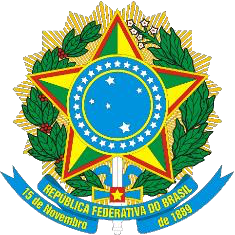 REPÚBLICA FEDERATIVA DO BRASIL
15 de Novembro
de 1889